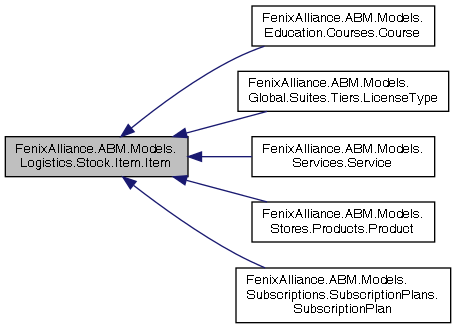 FenixAlliance.ABM.Models.
Education.Courses.Course
FenixAlliance.ABM.Models.
Global.Suites.Tiers.LicenseType
FenixAlliance.ABM.Models.
Logistics.Stock.Item.Item
FenixAlliance.ABM.Models.
Services.Service
FenixAlliance.ABM.Models.
Stores.Products.Product
FenixAlliance.ABM.Models.
Subscriptions.SubscriptionPlans.
SubscriptionPlan